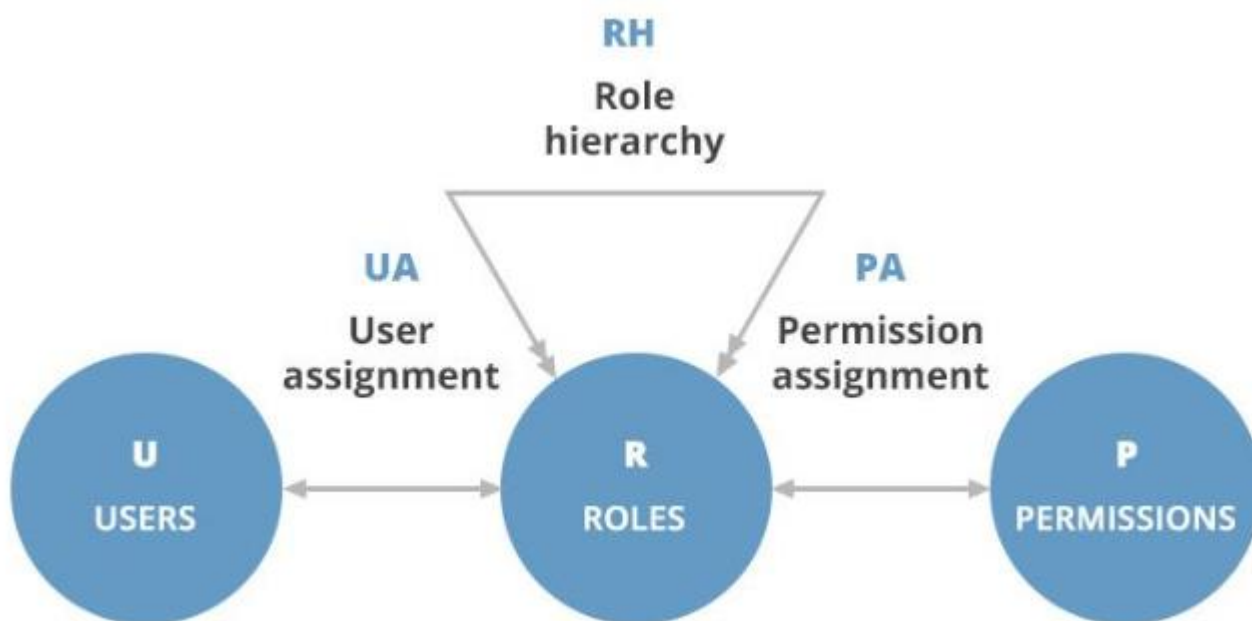 RH
Role
hierarchy
UA
User
assignment
PA
Permission
assignment
U
USERS
R
ROLES
P
PERMISSIONS